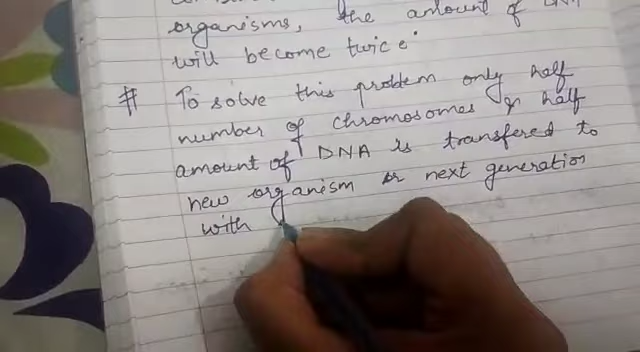 organisms, the amount of DNA
will become twice.
# To solve this problem only half
number of chromosomes & half
amount of DNA is transfered to
new organism or next generation
with